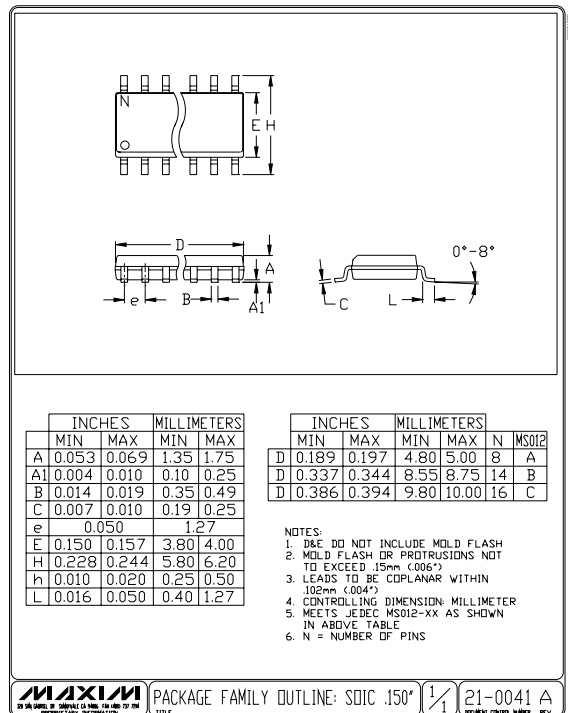 N
E H
D
A
e
B
A1
0°-8°
C
L
INCHES MILLIMETERS
MIN MAX MIN MAX
A 0.053 0.069 1.35 1.75
A1 0.004 0.010 0.10 0.25
B 0.014 0.019 0.35 0.49
C 0.007 0.010 0.19 0.25
e 0.050 1.27
E 0.150 0.157 3.80 4.00
H 0.228 0.244 5.80 6.20
h 0.010 0.020 0.25 0.50
L 0.016 0.050 0.40 1.27
INCHES MILLIMETERS
MIN MAX MIN MAX N MS012
D 0.189 0.197 4.80 5.00 8 A
D 0.337 0.344 8.55 8.75 14 B
D 0.386 0.394 9.80 10.00 16 C
NOTES:
1. D&E DO NOT INCLUDE MOLD FLASH
2. MOLD FLASH OR PROTRUSIONS NOT
TO EXCEED .15mm (.006")
3. LEADS TO BE COPLANAR WITHIN
.102mm (.004")
4. CONTROLLING DIMENSION: MILLIMETER
5. MEETS JEDEC MS012-XX AS SHOWN
IN ABOVE TABLE
6. N = NUMBER OF PINS
MAXIM
PACKAGE FAMILY OUTLINE: SOIC .150"
1/1
21-0041 A
TITLE